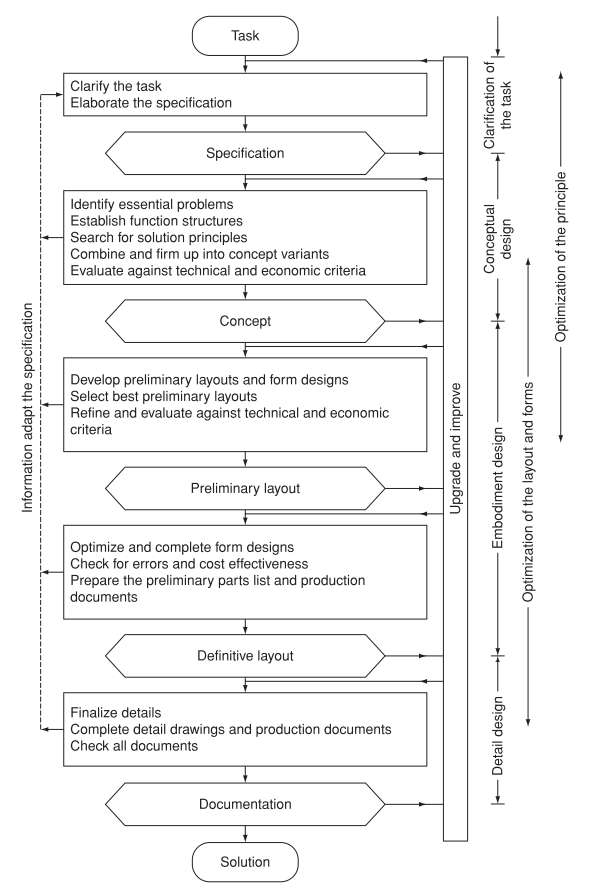 Task
Clarify the task
Elaborate the specification
Specification
Identify essential problems
Establish function structures
Search for solution principles
Combine and firm up into concept variants
Evaluate against technical and economic criteria
Concept
Develop preliminary layouts and form designs
Select best preliminary layouts
Refine and evaluate against technical and economic
criteria
Preliminary layout
Optimize and complete form designs
Check for errors and cost effectiveness
Prepare the preliminary parts list and production
documents
Definitive layout
Finalize details
Complete detail drawings and production documents
Check all documents
Documentation
Solution
Information adapt the specification
Upgrade and improve
Clarification of
the task
Conceptual
design
Embodiment design
Detail design
Optimization of the layout and forms
Optimization of the principle